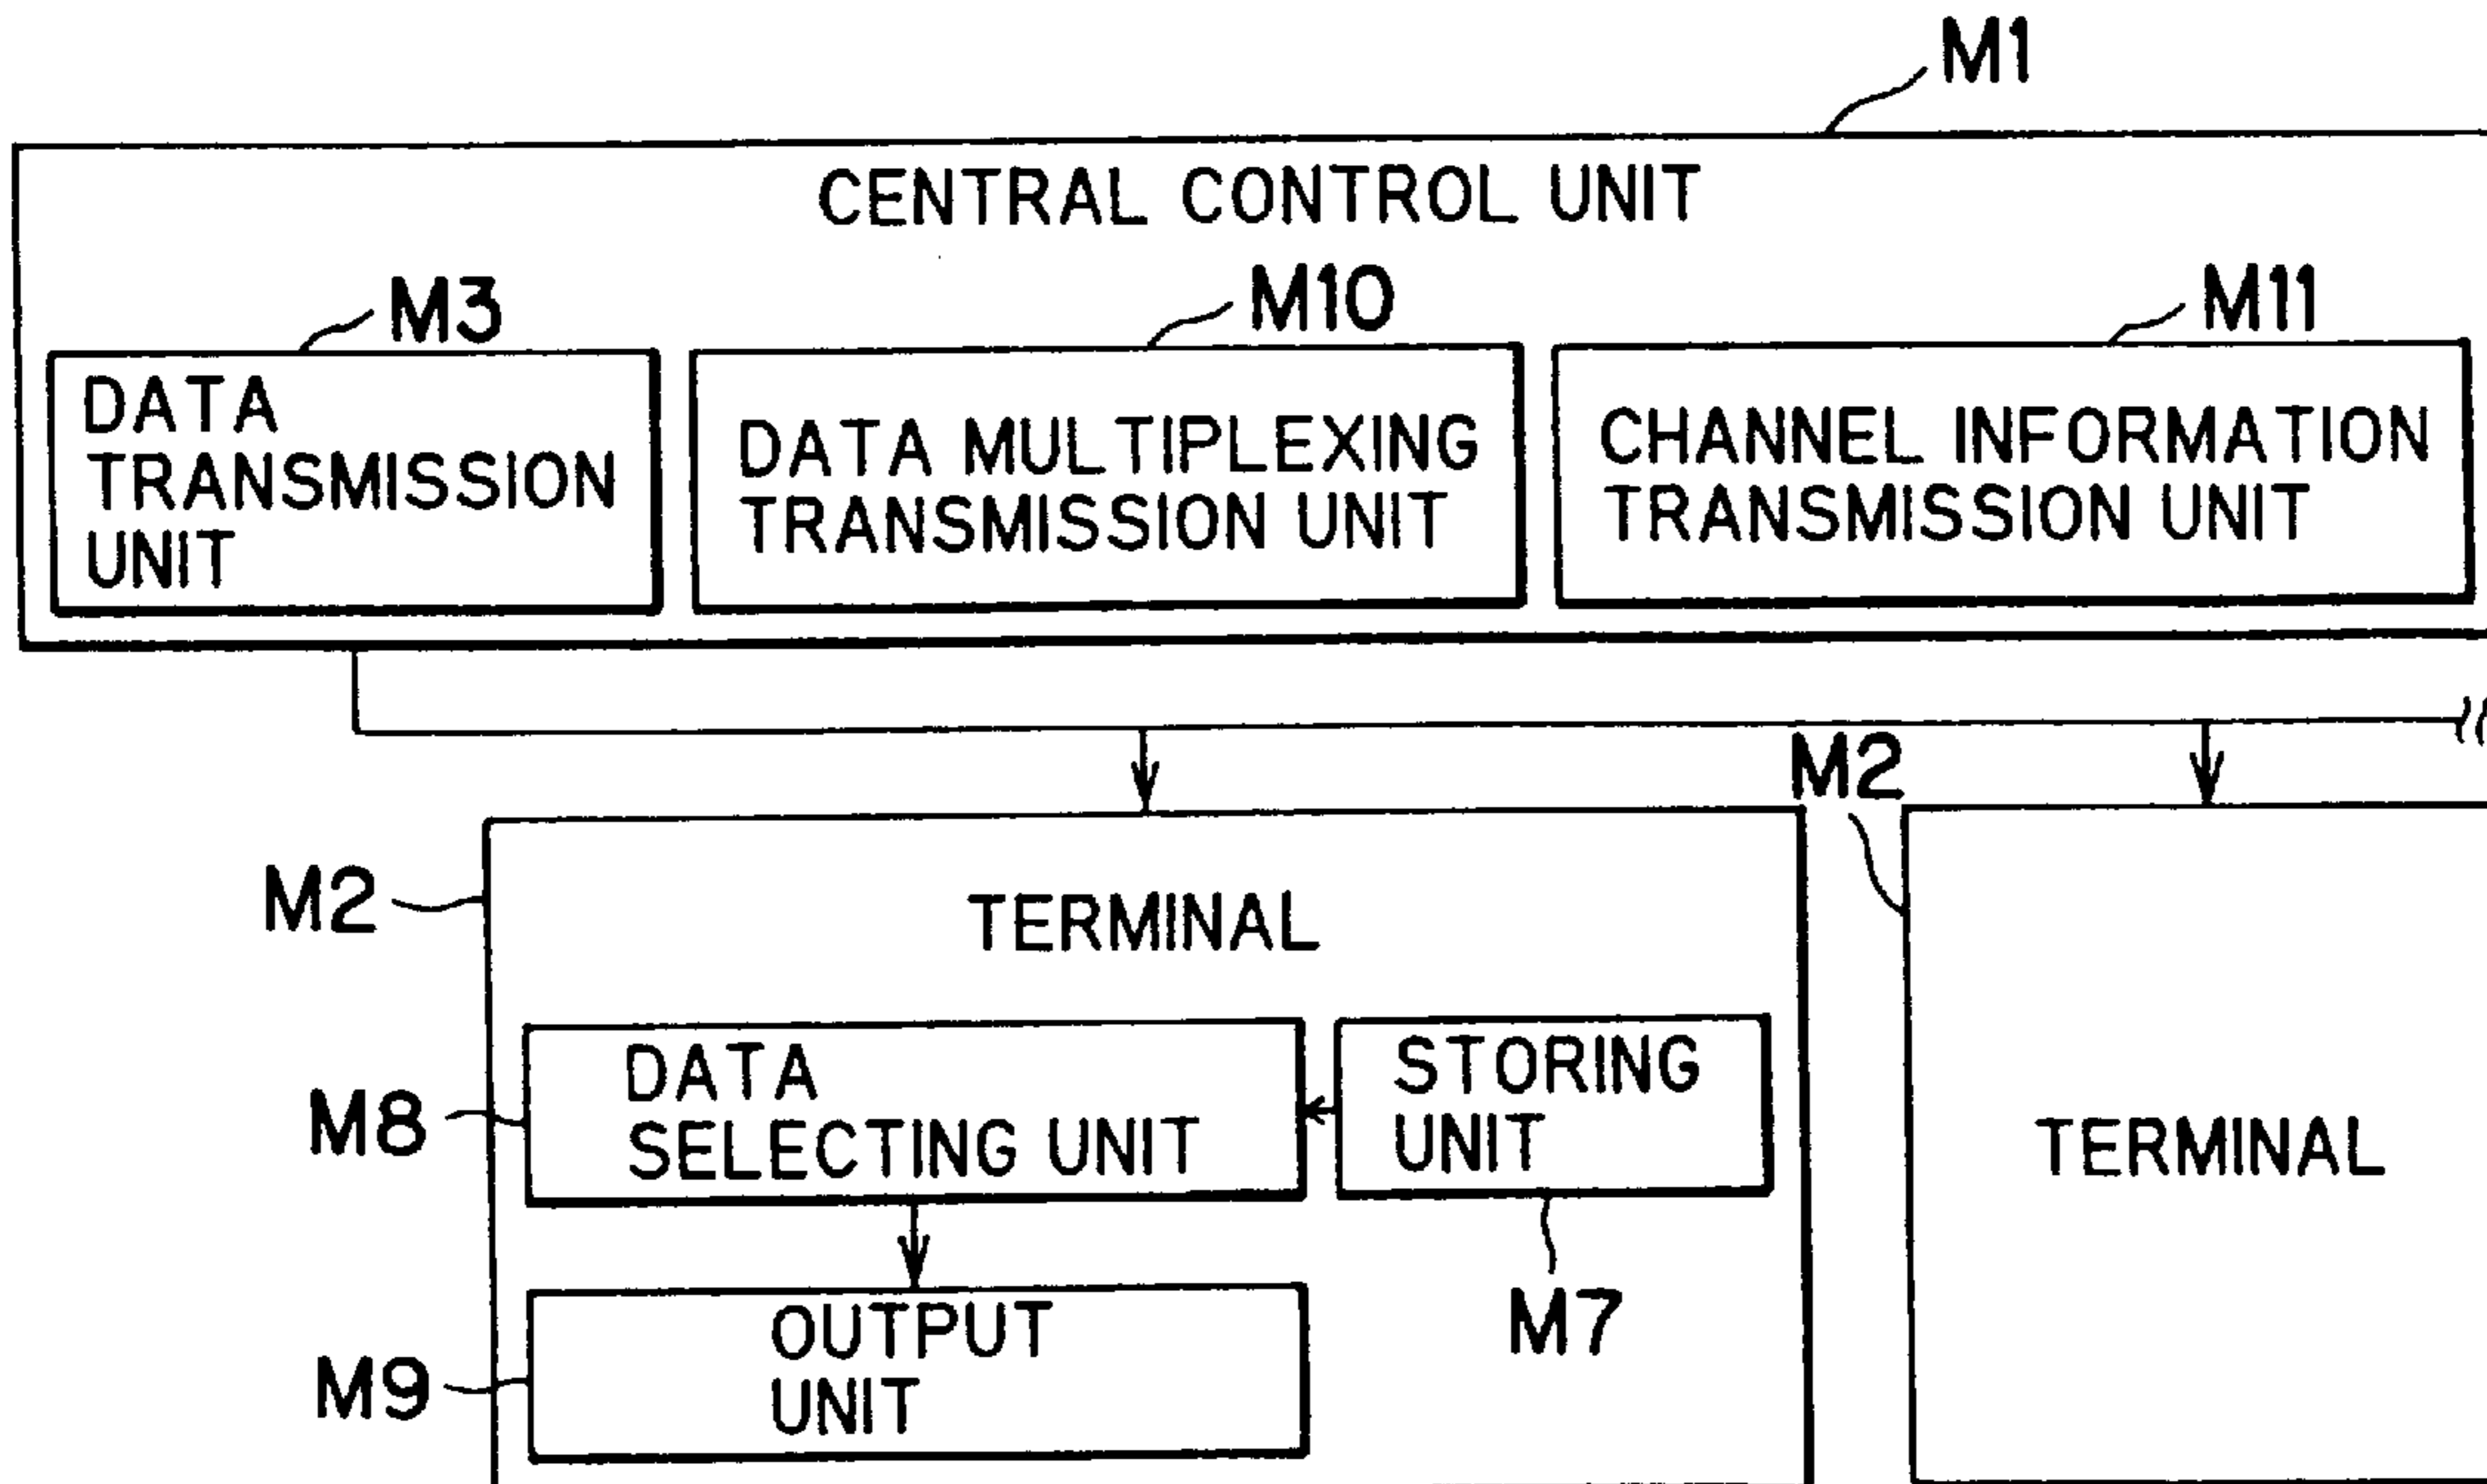 M1
CENTRAL CONTROL UNIT
M3
M10
M11
DATA
TRANSMISSION
UNIT
DATA MULTIPLEXING
TRANSMISSION UNIT
CHANNEL INFORMATION
TRANSMISSION UNIT
M2
M2
TERMINAL
DATA
SELECTING UNIT
STORING
UNIT
M8
TERMINAL
M7
OUTPUT
UNIT
M9